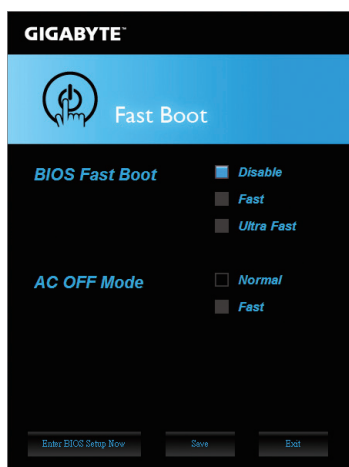 GIGABYTE™
Fast Boot
BIOS Fast Boot
Disable
Fast
Ultra Fast
AC OFF Mode
Normal
Fast
Enter BIOS Setup Now
Save
Exit